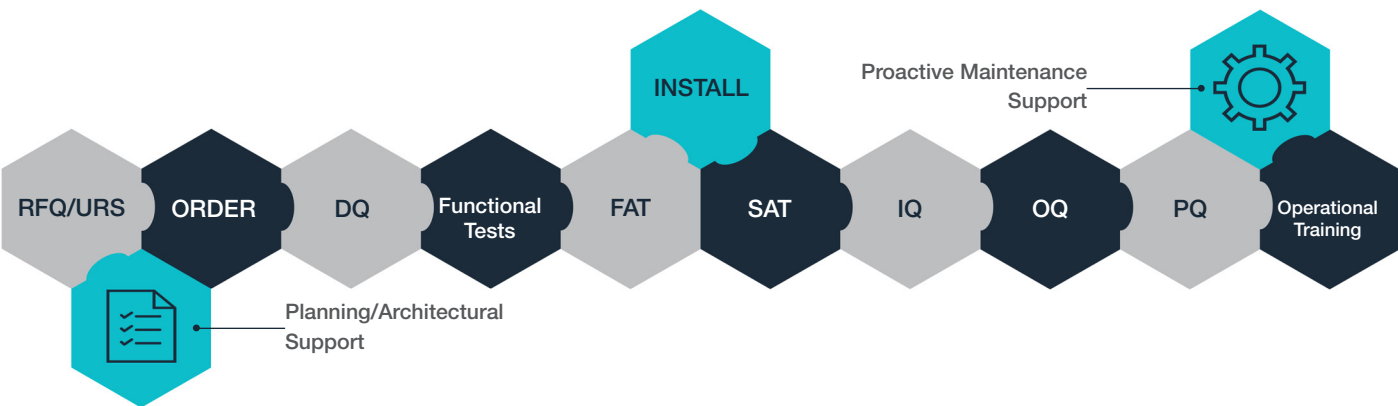 INSTALL
Proactive Maintenance
Support
RFQ/URS
ORDER
DQ
Functional
Tests
FAT
SAT
IQ
OQ
PQ
Operational
Training
Planning/Architectural
Support